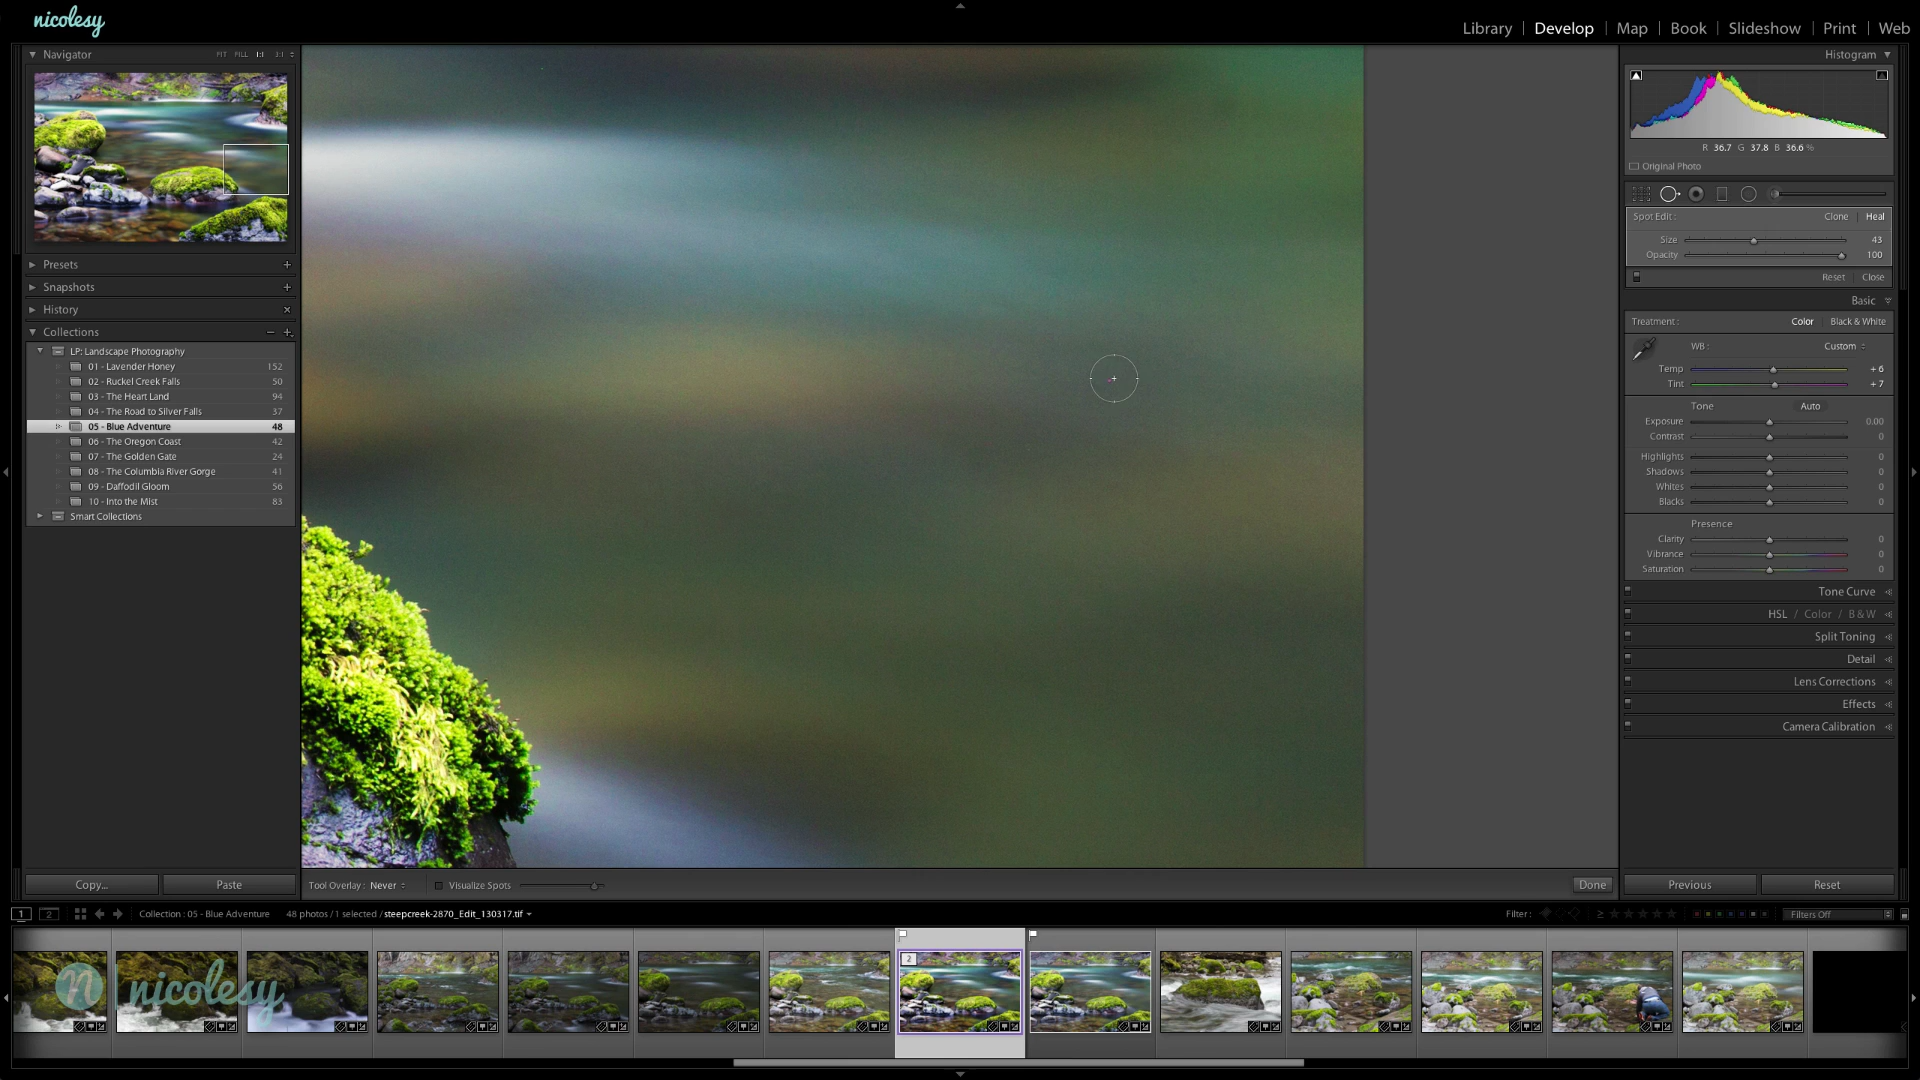 nicolesy
Library | Develop | Map | Book | Slideshow | Print | Web
Navigator FIT FILL 1:1 3:1
Histogram
R 36.7 G 37.8 B 36.6 %
Original Photo
Spot Edit : Clone Heal
Size 43
Opacity 100
Reset Close
Presets
Snapshots
History
Collections
LP: Landscape Photography
01 - Lavender Honey 152
02 - Ruckel Creek Falls 50
03 - The Heart Land 94
04 - The Road to Silver Falls 37
05 - Blue Adventure 48
06 - The Oregon Coast 42
07 - The Golden Gate 24
08 - The Columbia River Gorge 41
09 - Daffodil Gloom 56
10 - Into the Mist 83
Smart Collections
Basic
Treatment : Color Black & White
WB : Custom
Temp + 6
Tint + 7
Tone Auto
Exposure 0.00
Contrast 0
Highlights 0
Shadows 0
Whites 0
Blacks 0
Presence
Clarity 0
Vibrance 0
Saturation 0
Tone Curve
HSL / Color / B & W
Split Toning
Detail
Lens Corrections
Effects
Camera Calibration
Copy... Paste
Tool Overlay : Never Visualize Spots Done
Previous Reset
1 2 Collection : 05 - Blue Adventure 48 photos / 1 selected / steepcreek-2870_Edit_130317.tif
Filter : ≥ Filters Off
2
n nicolesy